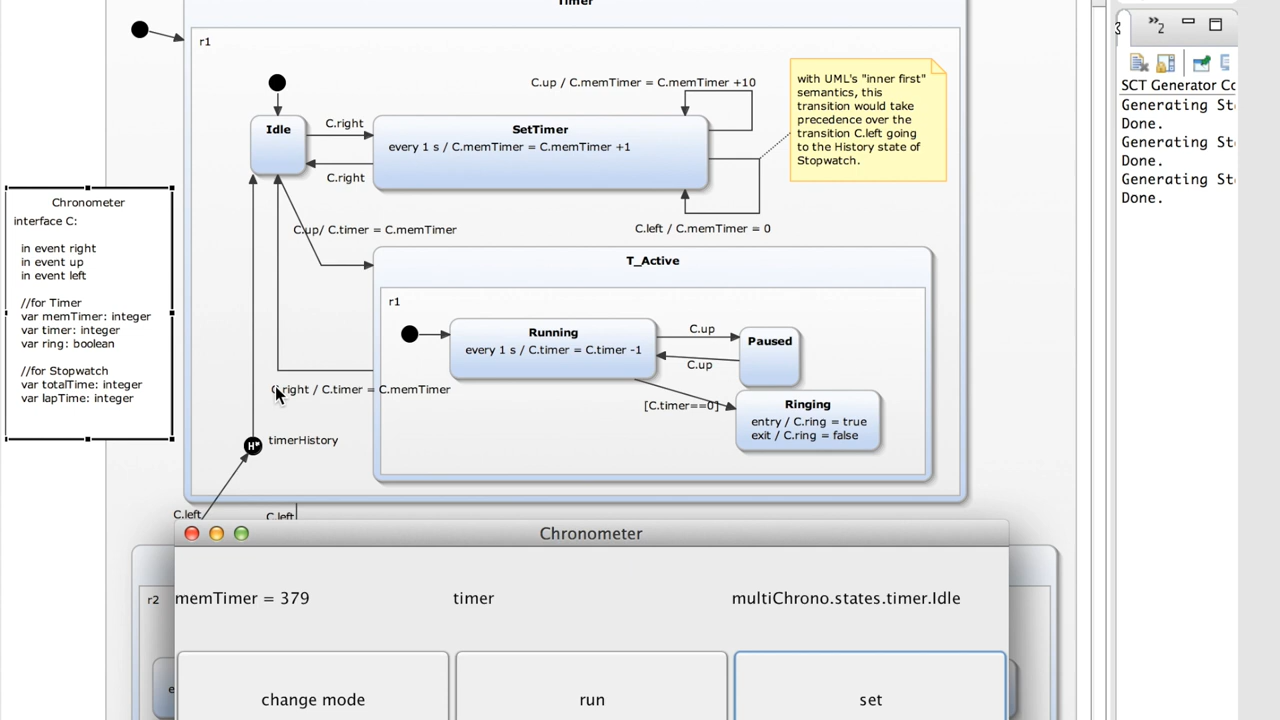 Timer
r1
C.up / C.memTimer = C.memTimer +10
with UML's "inner first"
semantics, this
transition would take
precedence over the
transition C.left going
to the History state of
Stopwatch.
Idle
C.right
SetTimer
every 1 s / C.memTimer = C.memTimer +1
C.right
C.up/ C.timer = C.memTimer
C.left / C.memTimer = 0
Chronometer
interface C:
in event right
in event up
in event left
//for Timer
var memTimer: integer
var timer: integer
var ring: boolean
//for Stopwatch
var totalTime: integer
var lapTime: integer
T_Active
r1
Running
every 1 s / C.timer = C.timer -1
C.up
C.up
Paused
[C.timer==0]
Ringing
entry / C.ring = true
exit / C.ring = false
C.right / C.timer = C.memTimer
H*
timerHistory
C.left
C.left
r2
Chronometer
memTimer = 379
timer
multiChrono.states.timer.Idle
change mode
run
set
2
SCT Generator Co
Generating St
Done.
Generating St
Done.
Generating St
Done.